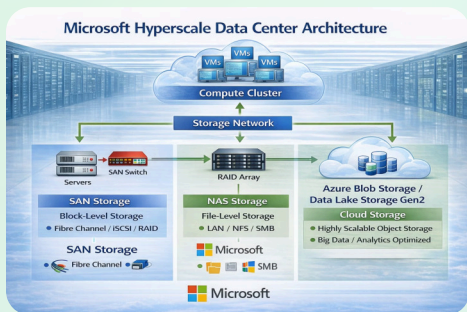 Microsoft Hyperscale Data Center Architecture
VMs VMs VMs
Compute Cluster
Storage Network
Servers
SAN Switch
RAID Array
Azure Blob Storage /
Data Lake Storage Gen2
SAN Storage
Block-Level Storage
• Fibre Channel / iSCSI / RAID
SAN Storage
• Fibre Channel •
NAS Storage
File-Level Storage
• LAN / NFS / SMB
Microsoft
• SMB
Cloud Storage
• Highly Scalable Object Storage
• Big Data / Analytics Optimized
Microsoft